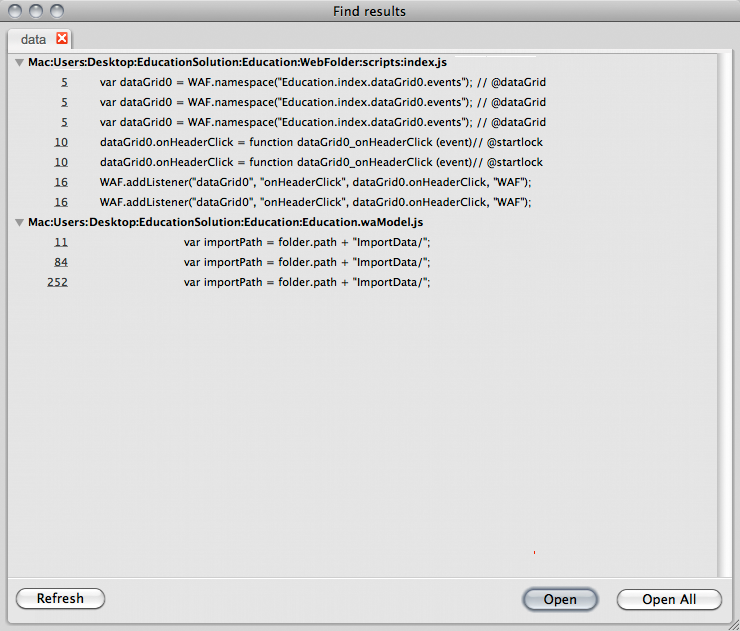 Find results
data
Mac:Users:Desktop:EducationSolution:Education:WebFolder:scripts:index.js
5 var dataGrid0 = WAF.namespace("Education.index.dataGrid0.events"); // @dataGrid
5 var dataGrid0 = WAF.namespace("Education.index.dataGrid0.events"); // @dataGrid
5 var dataGrid0 = WAF.namespace("Education.index.dataGrid0.events"); // @dataGrid
10 dataGrid0.onHeaderClick = function dataGrid0_onHeaderClick (event)// @startlock
10 dataGrid0.onHeaderClick = function dataGrid0_onHeaderClick (event)// @startlock
16 WAF.addListener("dataGrid0", "onHeaderClick", dataGrid0.onHeaderClick, "WAF");
16 WAF.addListener("dataGrid0", "onHeaderClick", dataGrid0.onHeaderClick, "WAF");
Mac:Users:Desktop:EducationSolution:Education:Education.waModel.js
11 var importPath = folder.path + "ImportData/";
84 var importPath = folder.path + "ImportData/";
252 var importPath = folder.path + "ImportData/";
Refresh Open Open All